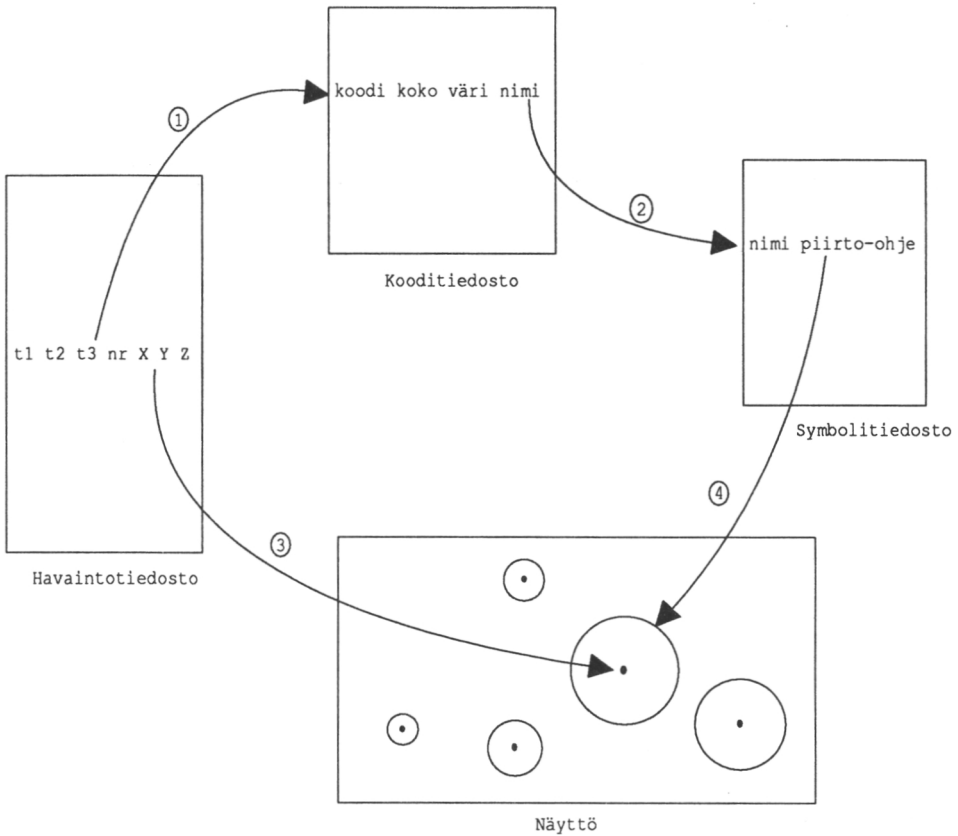 koodi koko väri nimi
①
②
nimi piirto-ohje
Kooditiedosto
t1 t2 t3 nr X Y Z
Symbolitiedosto
④
③
Havaintotiedosto
Näyttö